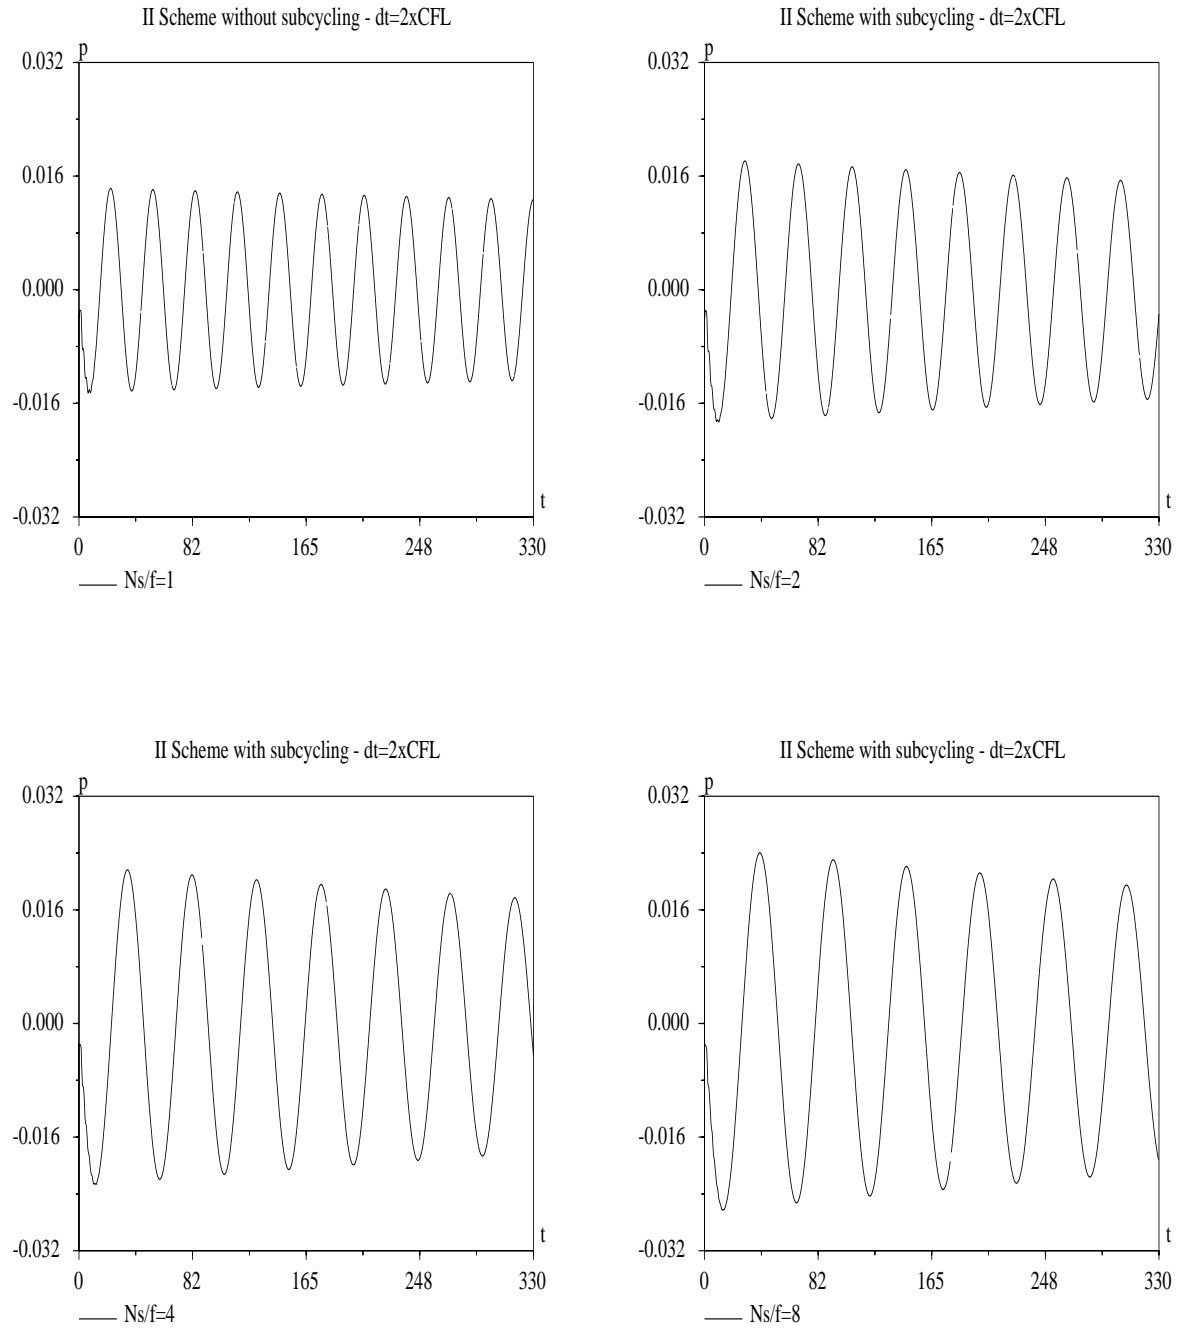 II Scheme without subcycling - dt=2xCFL
p
0.032
0.016
0.000
-0.016
-0.032
t
0 82 165 248 330
Ns/f=1
II Scheme with subcycling - dt=2xCFL
p
0.032
0.016
0.000
-0.016
-0.032
t
0 82 165 248 330
Ns/f=2
II Scheme with subcycling - dt=2xCFL
p
0.032
0.016
0.000
-0.016
-0.032
t
0 82 165 248 330
Ns/f=4
II Scheme with subcycling - dt=2xCFL
p
0.032
0.016
0.000
-0.016
-0.032
t
0 82 165 248 330
Ns/f=8